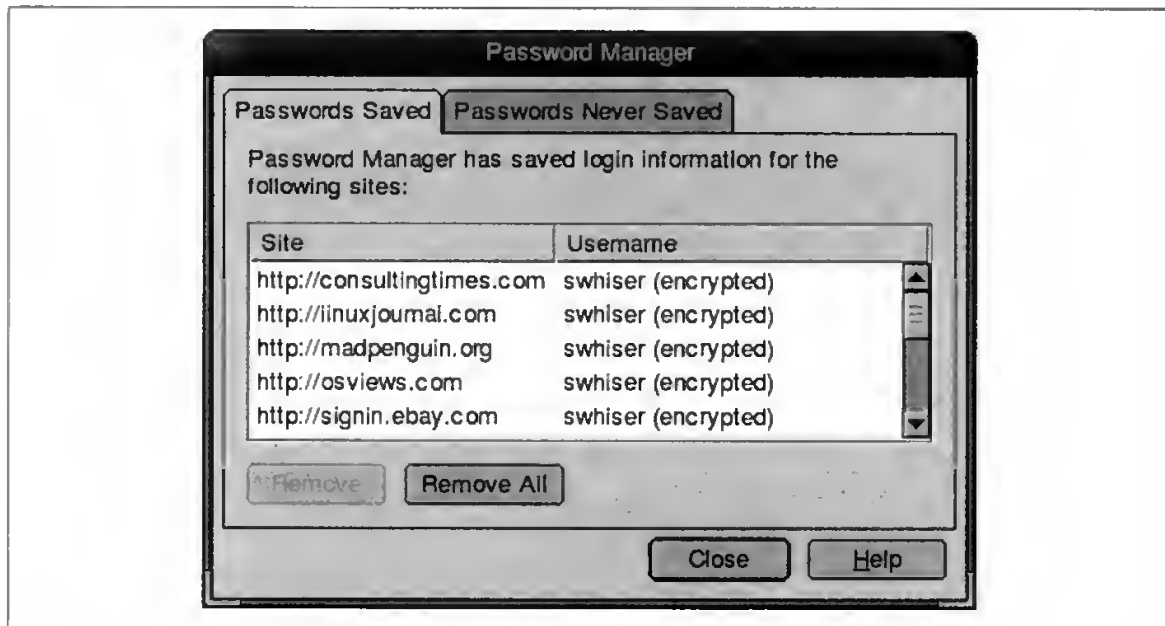 Password Manager
Passwords Saved Passwords Never Saved
Password Manager has saved login information for the
following sites:
Site Username
http://consultingtimes.com swhiser (encrypted)
http://linuxjournal.com swhiser (encrypted)
http://madpenguin.org swhiser (encrypted)
http://osviews.com swhiser (encrypted)
http://signin.ebay.com swhiser (encrypted)
Remove Remove All
Close Help